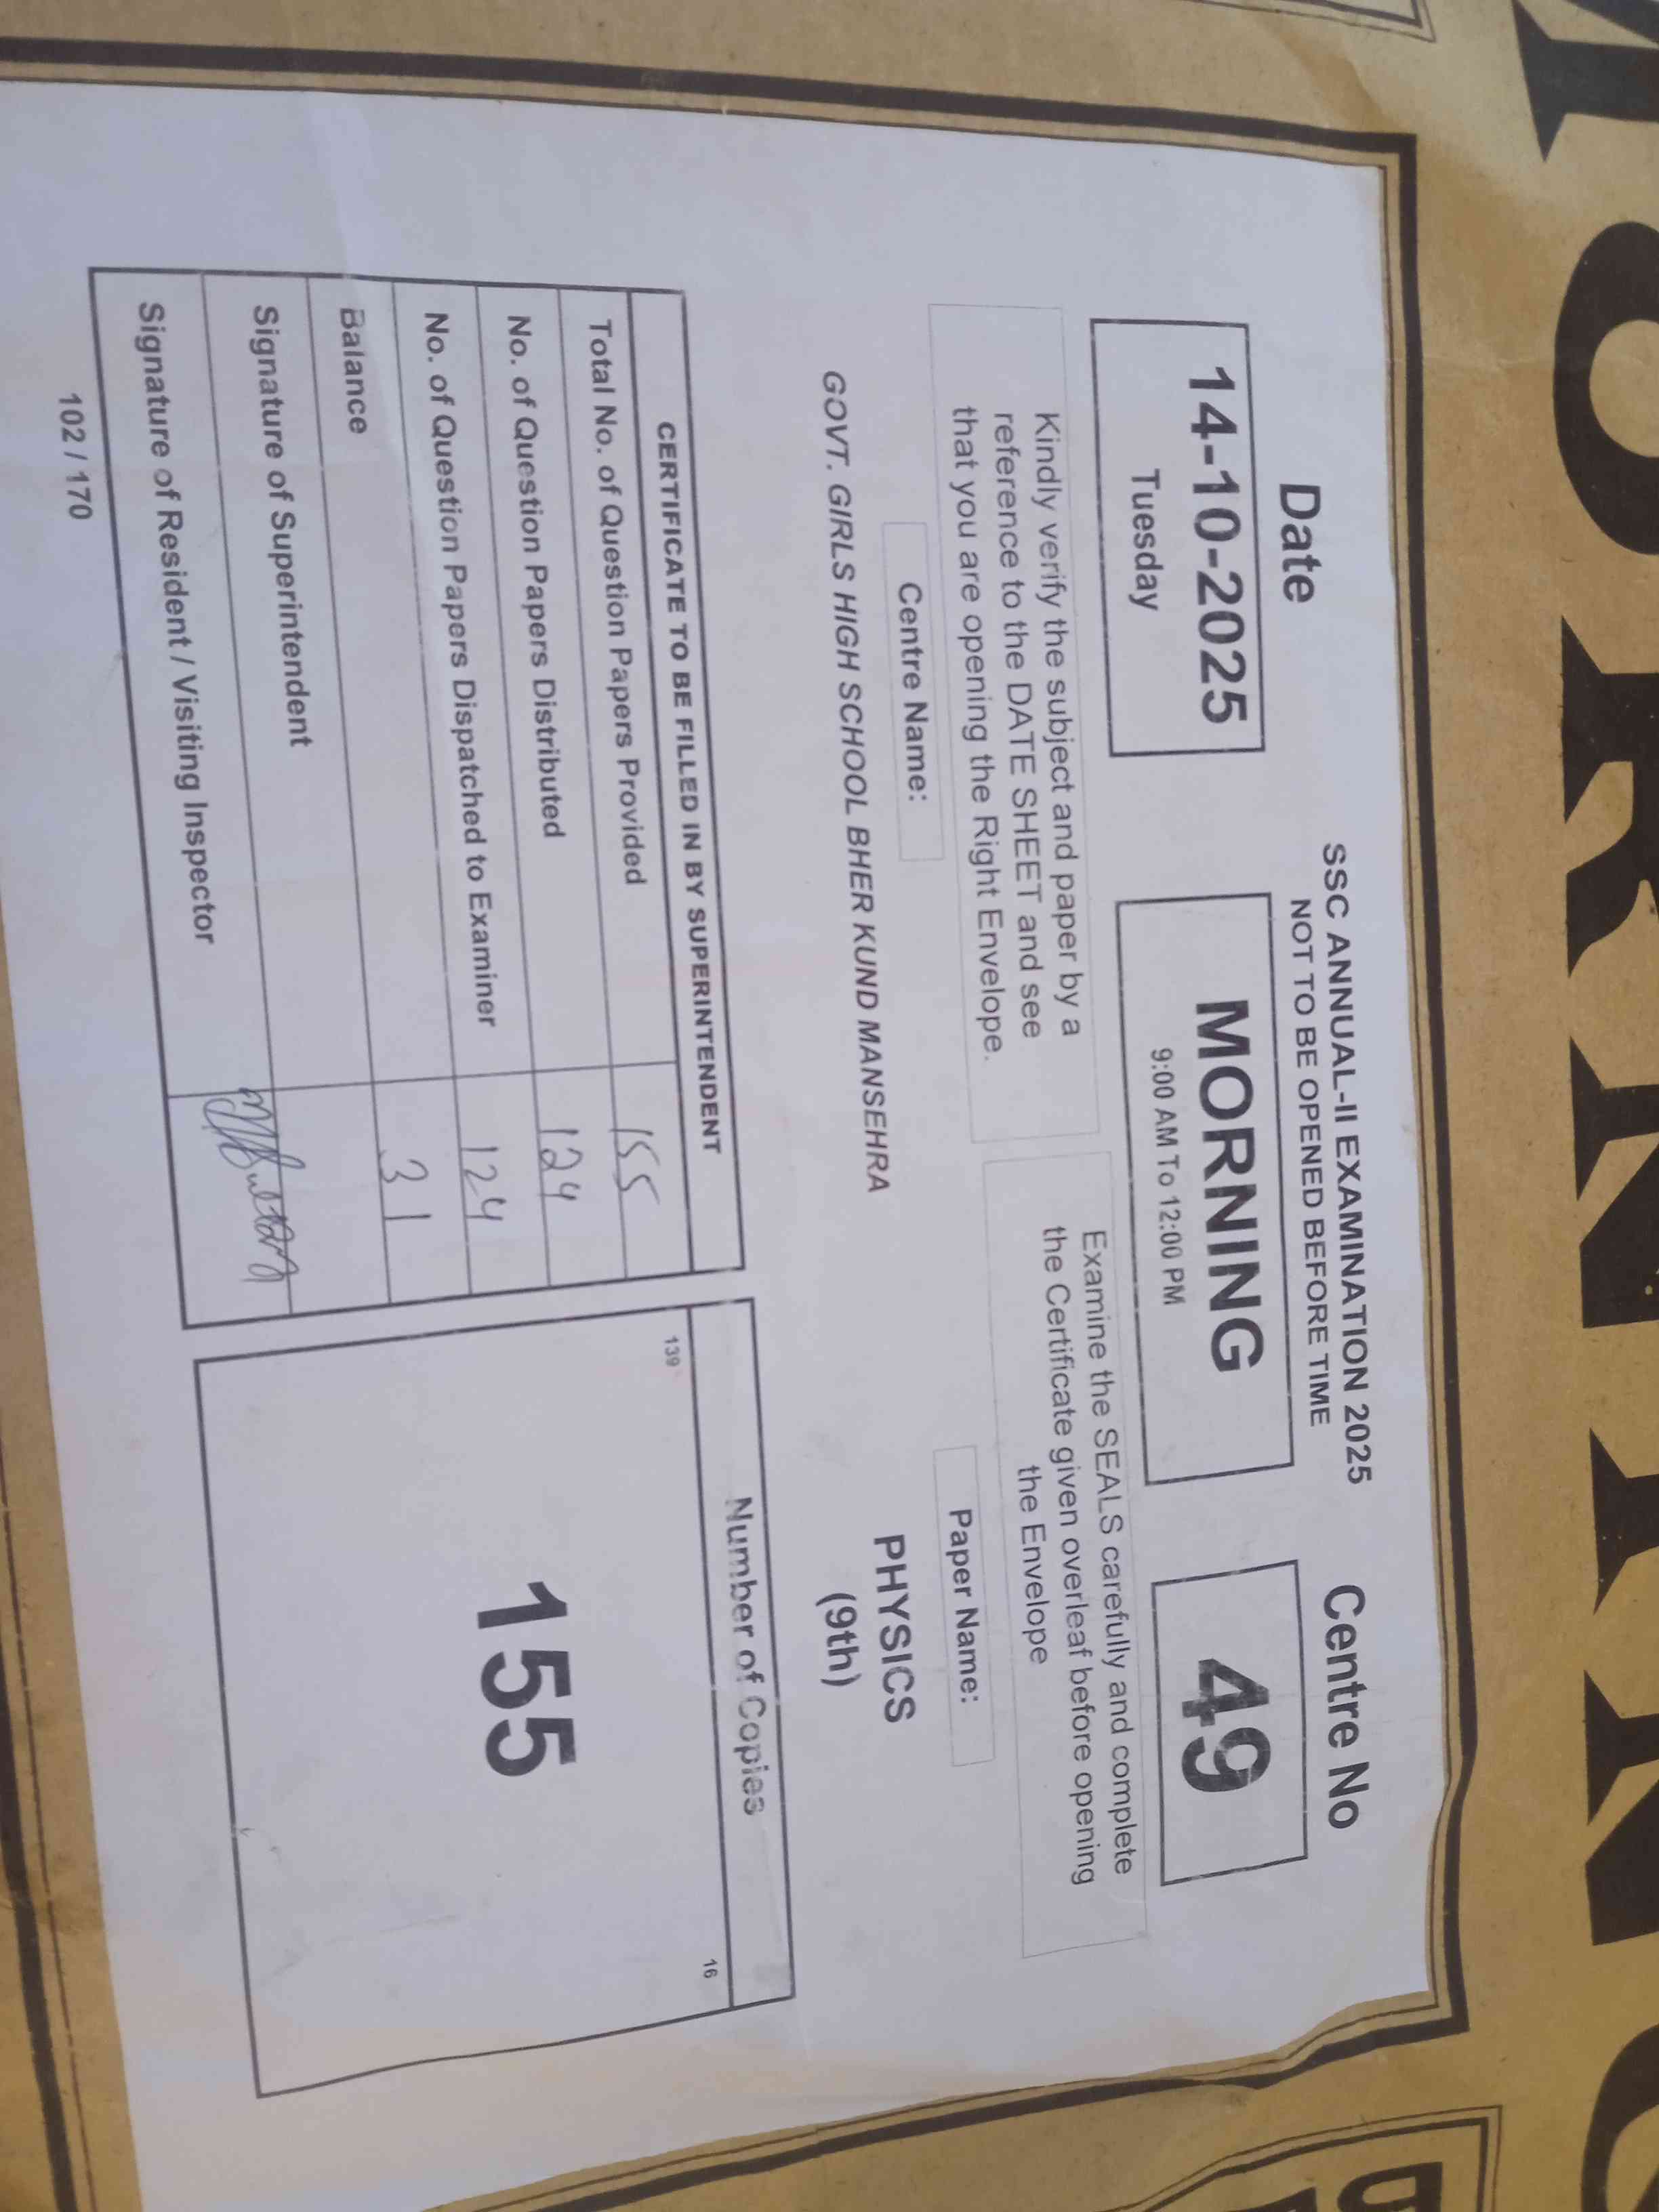 MORNING
SSC ANNUAL-II EXAMINATION 2025
NOT TO BE OPENED BEFORE TIME
Date
14-10-2025
Tuesday
MORNING
9:00 AM To 12:00 PM
Centre No
49
Kindly verify the subject and paper by a
reference to the DATE SHEET and see
that you are opening the Right Envelope.
Examine the SEALS carefully and complete
the Certificate given overleaf before opening
the Envelope
Centre Name:
GOVT. GIRLS HIGH SCHOOL BHER KUND MANSEHRA
Paper Name:
PHYSICS
(9th)
CERTIFICATE TO BE FILLED IN BY SUPERINTENDENT
Total No. of Question Papers Provided 155
No. of Question Papers Distributed 124
No. of Question Papers Dispatched to Examiner 124
Balance 31
Signature of Superintendent
Signature of Resident / Visiting Inspector
Number of Copies
139
16
155
102 / 170